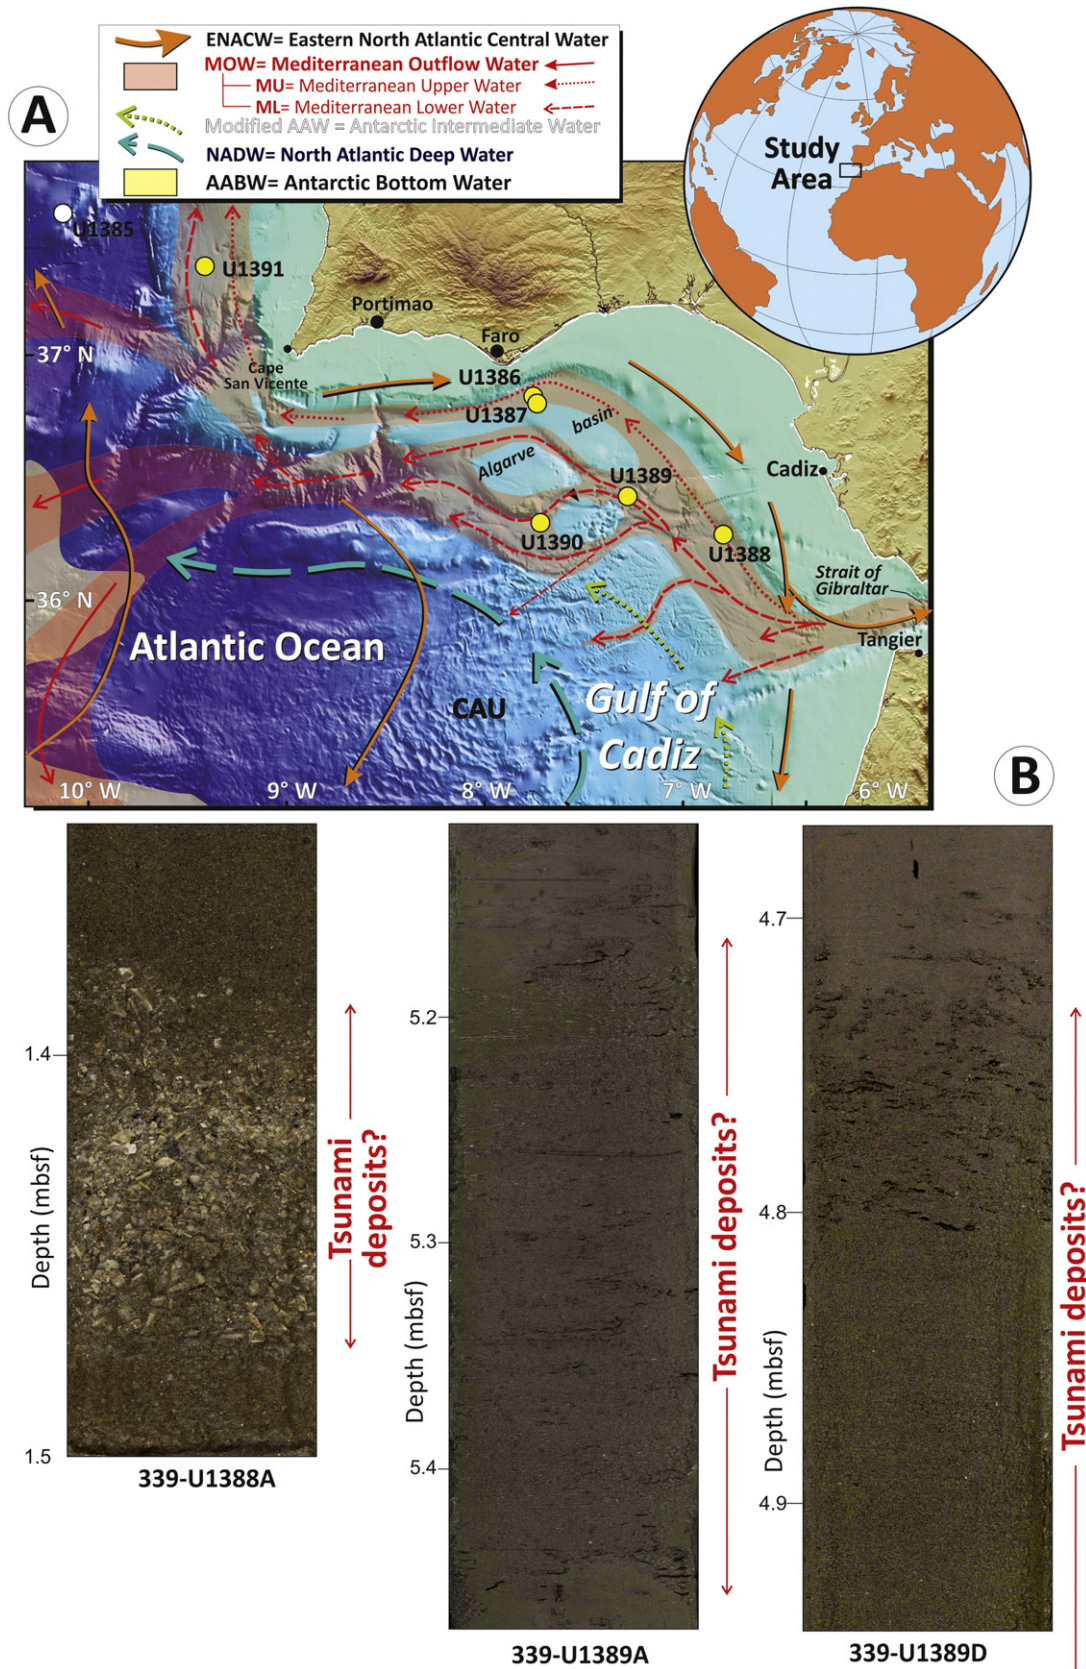 A
ENACW= Eastern North Atlantic Central Water
MOW= Mediterranean Outflow Water
MU= Mediterranean Upper Water
ML= Mediterranean Lower Water
Modified AAW = Antarctic Intermediate Water
NADW= North Atlantic Deep Water
AABW= Antarctic Bottom Water
Study
Area
U1385
U1391
Portimao
Faro
37° N
Cape
San Vicente
U1386
U1387
basin
Algarve
U1389
Cadiz
U1390
U1388
Strait of
Gibraltar
36° N
Tangier
Atlantic Ocean
CAU
Gulf of
Cadiz
10° W
9° W
8° W
7° W
6° W
B
1.4
1.5
Depth (mbsf)
Tsunami
deposits?
339-U1388A
5.2
5.3
5.4
Depth (mbsf)
Tsunami deposits?
339-U1389A
4.7
4.8
4.9
Depth (mbsf)
Tsunami deposits?
339-U1389D